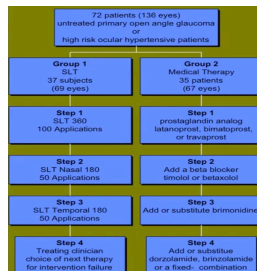 72 patients (136 eyes)
untreated primary open angle glaucoma
or
high risk ocular hypertensive patients
Group 1
SLT
37 subjects
(69 eyes)
Group 2
Medical Therapy
35 patients
(67 eyes)
Step 1
SLT 360
100 Applications
Step 1
prostaglandin analog
latanoprost, bimatoprost,
or travaprost
Step 2
SLT Nasal 180
50 Applications
Step 2
Add a beta blocker
timolol or betaxolol
Step 3
SLT Temporal 180
50 Applications
Step 3
Add or substitute brimonidine
Step 4
Treating clinician
choice of next therapy
for intervention failure
Step 4
Add or substitue
dorzolamide, brinzolamide
or a fixed- combination